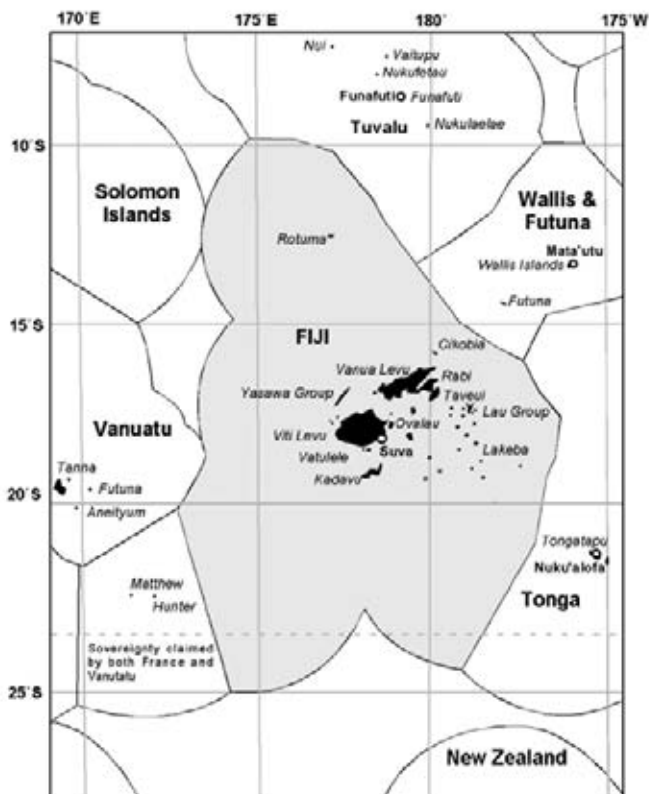 170°E 175°E 180° 175°W
Nui
Vaitupu
Nukufetau
Funafuti Funafuti
Tuvalu
Nukulaelae
10°S
Solomon
Islands
Wallis &
Futuna
Mata'utu
Wallis Islands
Rotuma
Futuna
15°S
FIJI
Cikobia
Vanua Levu
Rabi
Yasawa Group
Taveui
Lau Group
Vanuatu
Ovalau
Viti Levu
Suva
Lakeba
Vatulele
Kadavu
Tanna
Futuna
20°S
Aneityum
Tongatapu
Nuku'alofa
Tonga
Matthew
Hunter
Sovereignty claimed
by both France and
Vanutatu
25°S
New Zealand